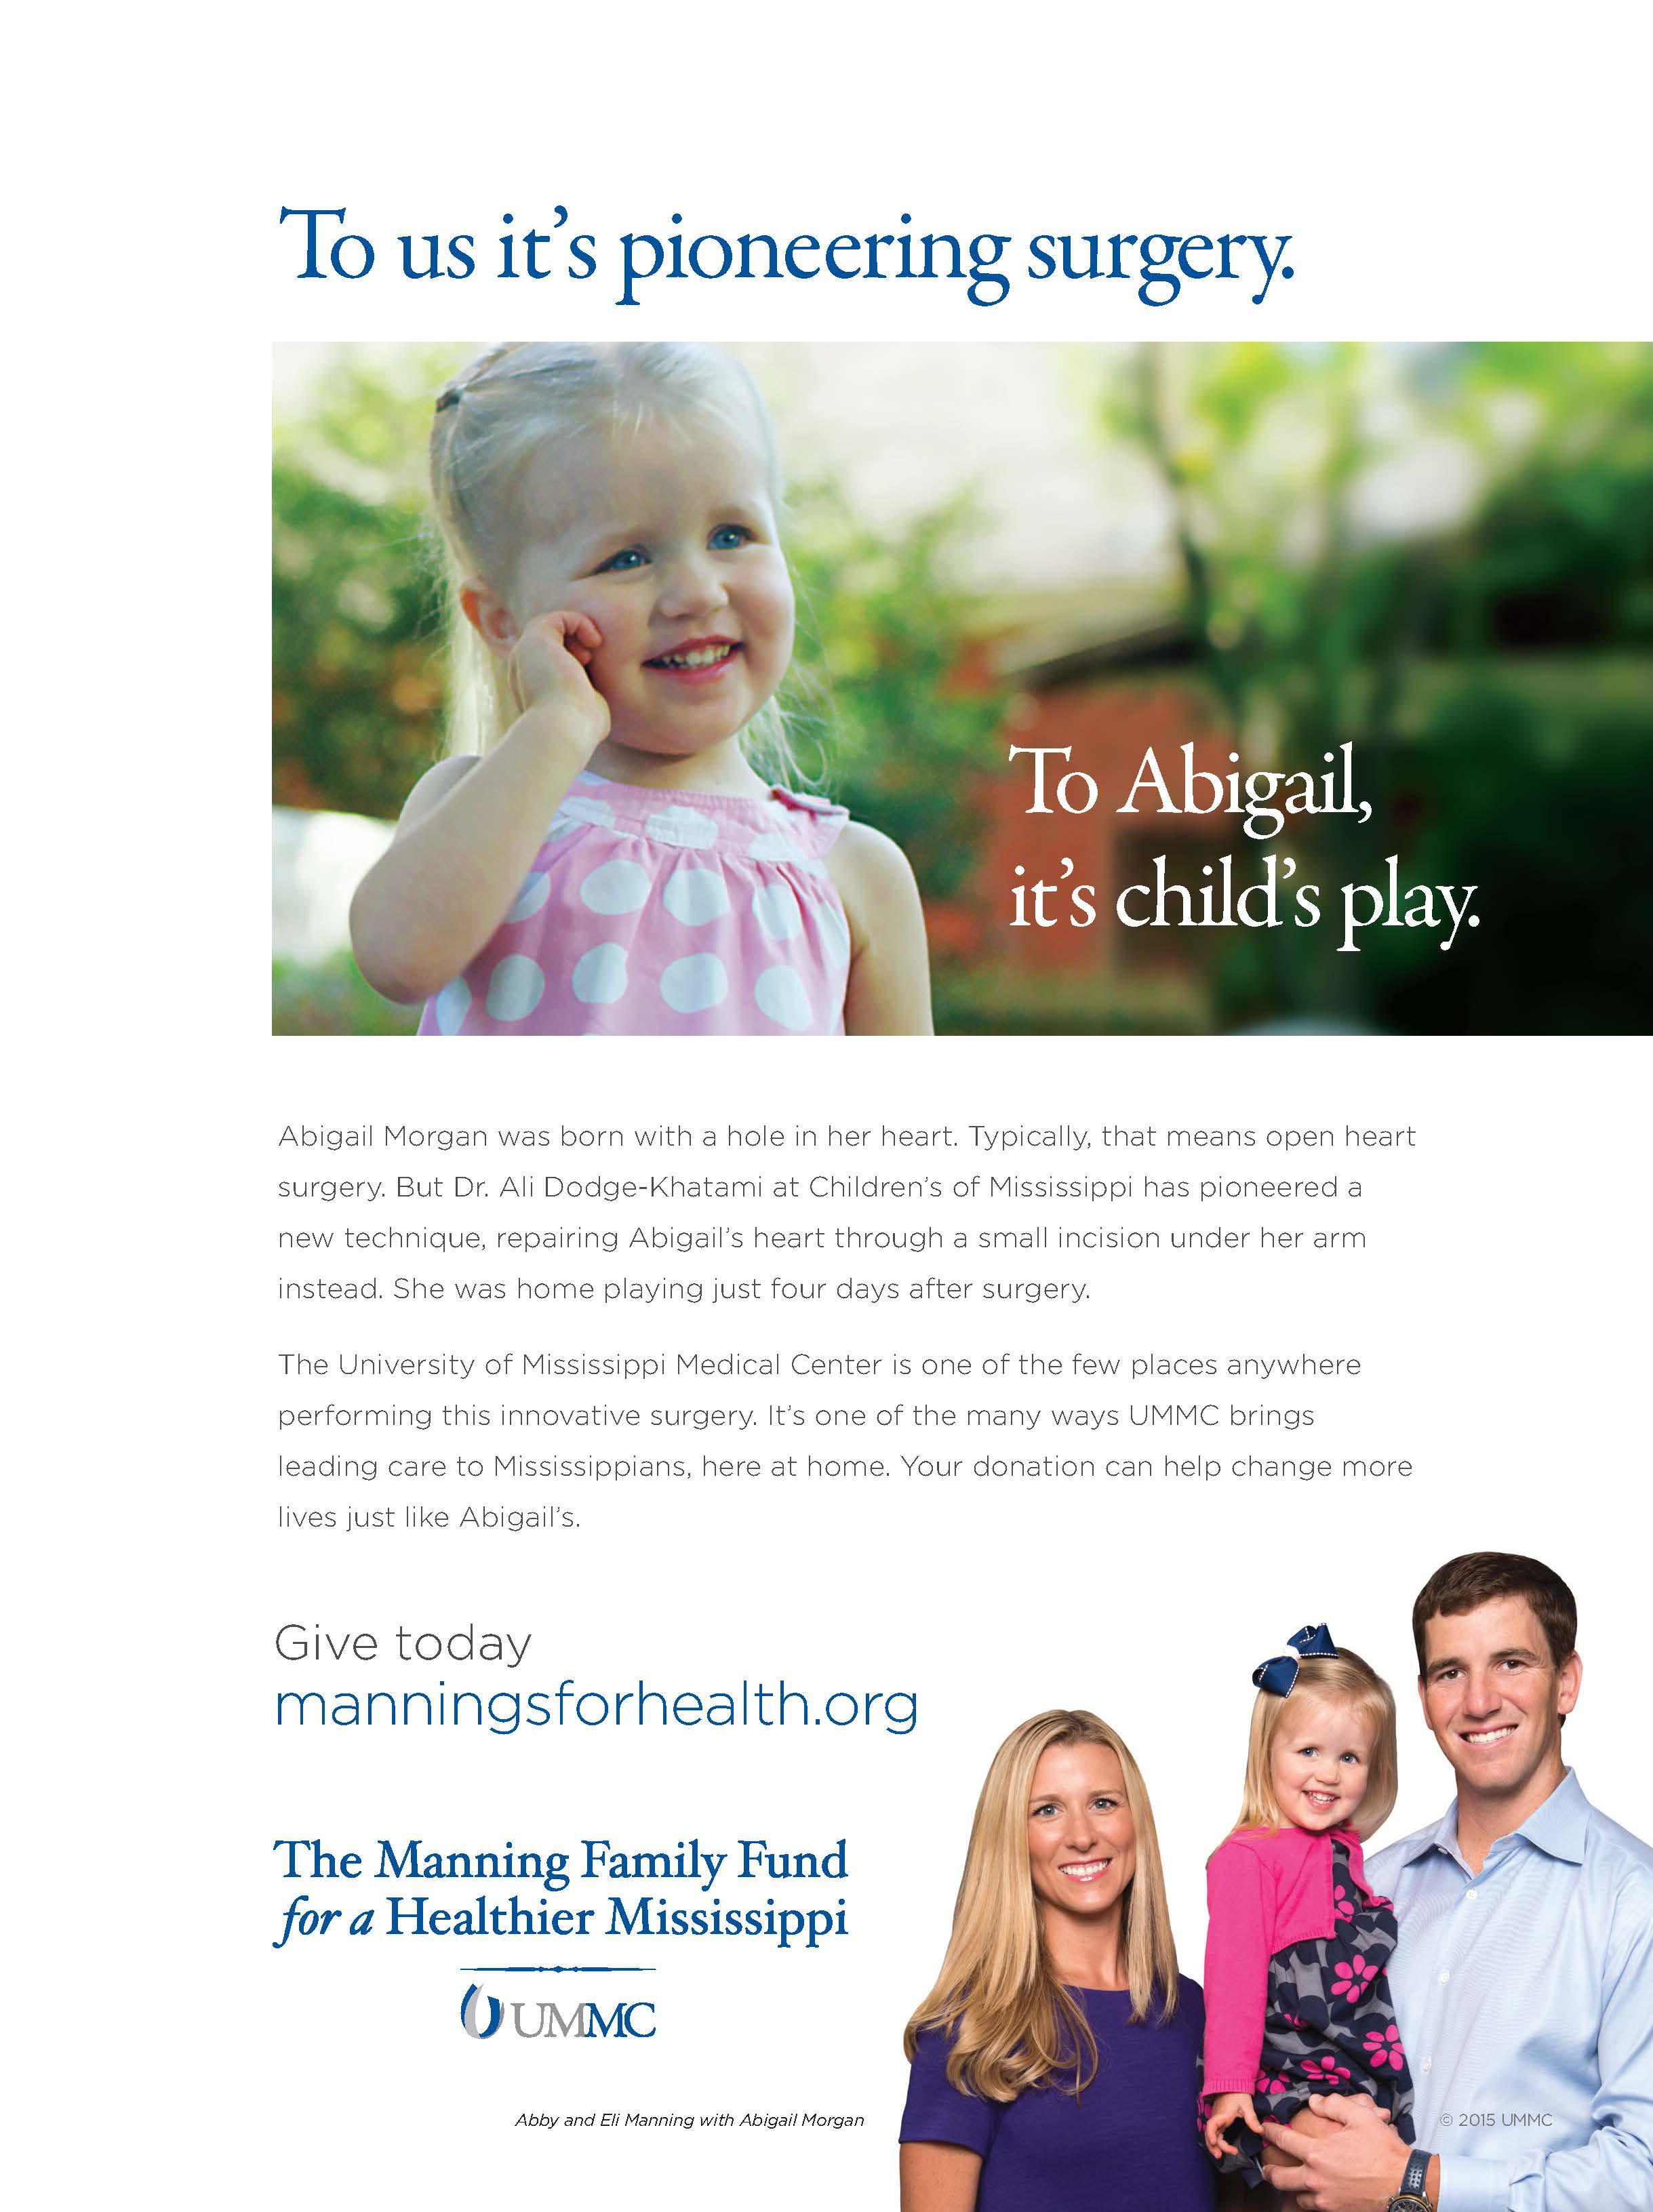 To us it's pioneering surgery.
To Abigail,
it's child's play.
Abigail Morgan was born with a hole in her heart. Typically, that means open heart
surgery. But Dr. Ali Dodge-Khatami at Children's of Mississippi has pioneered a
new technique, repairing Abigail's heart through a small incision under her arm
instead. She was home playing just four days after surgery.
The University of Mississippi Medical Center is one of the few places anywhere
performing this innovative surgery. It's one of the many ways UMMC brings
leading care to Mississippians, here at home. Your donation can help change more
lives just like Abigail's.
Give today
manningsforhealth.org
The Manning Family Fund
for a Healthier Mississippi
UMMC
Abby and Eli Manning with Abigail Morgan
© 2015 UMMC